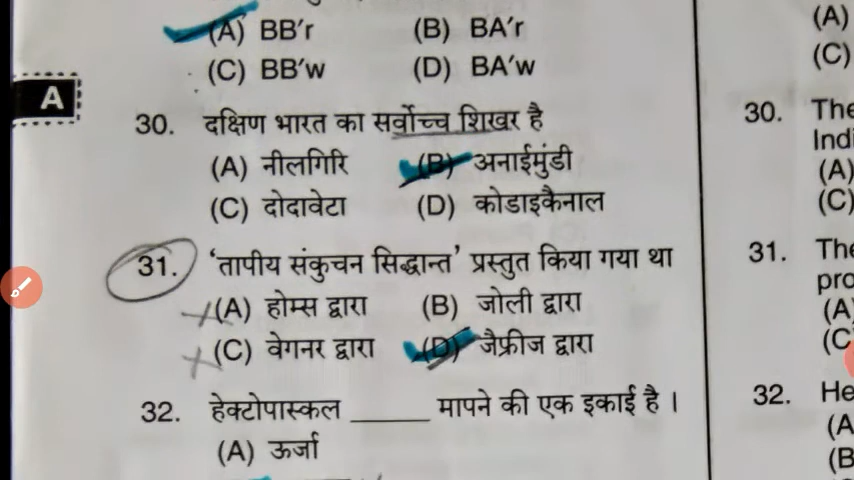 (A) BB'r (B) BA'r
(C) BB'w (D) BA'w
A
30. दक्षिण भारत का सर्वोच्च शिखर है
(A) नीलगिरि (B) अनाईमुंडी
(C) दोदावेटा (D) कोडाइकैनाल
31. 'तापीय संकुचन सिद्धान्त' प्रस्तुत किया गया था
(A) होम्स द्वारा (B) जोली द्वारा
(C) वेगनर द्वारा (D) जैफ्रीज द्वारा
32. हेक्टोपास्कल _____ मापने की एक इकाई है ।
(A) ऊर्जा
(A)
(C)
30. The
Indi
(A)
(C)
31. The
pro
(A)
(C
32. He
(A
(B